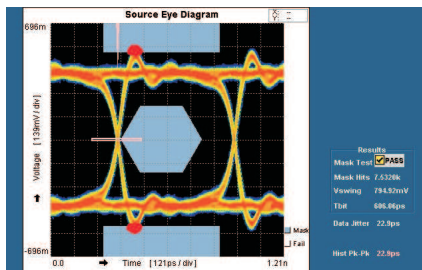 Source Eye Diagram
X: --
Y: --
696m
Voltage [139mV / div]
-696m
0.0
Time [121ps / div]
1.21n
Mask
Fail
Results
Mask Test PASS
Mask Hits 7.5320k
Vswing 794.92mV
Tbit 606.06ps
Data Jitter 22.9ps
Hist Pk-Pk 22.9ps